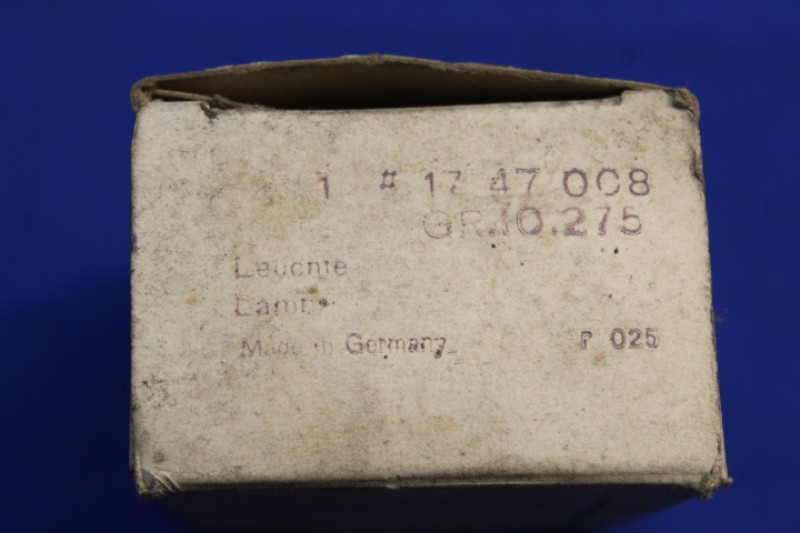 1 # 17 47 008
GR.10.275
Leuchte
Made in Germany
F 025